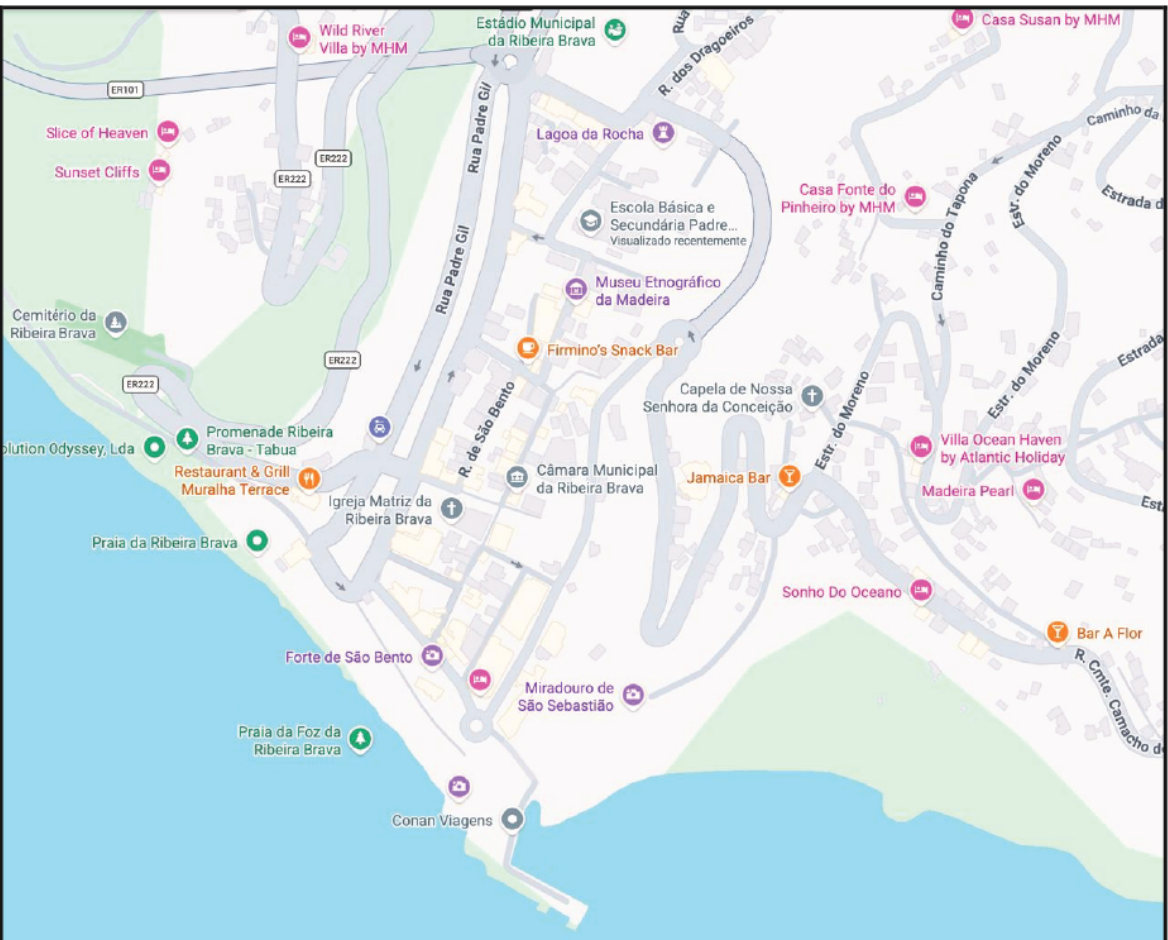 Wild River
Villa by MHM
Estádio Municipal
da Ribeira Brava
Rua
R. dos Dragoeiros
Casa Susan by MHM
ER101
Rua Padre Gil
Slice of Heaven
Sunset Cliffs
ER222
ER222
Lagoa da Rocha
Caminho da
Casa Fonte do
Pinheiro by MHM
Caminho do Tapona
Estr. do Moreno
Estrada d
Escola Básica e
Secundária Padre...
Visualizado recentemente
Rua Padre Gil
Museu Etnográfico
da Madeira
Cemitério da
Ribeira Brava
ER222
ER222
Firmino's Snack Bar
Capela de Nossa
Senhora da Conceição
Estr. do Moreno
Estr. do Moreno
Estrada
R. de São Bento
olution Odyssey, Lda
Promenade Ribeira
Brava - Tabua
Restaurant & Grill
Muralha Terrace
Câmara Municipal
da Ribeira Brava
Jamaica Bar
Villa Ocean Haven
by Atlantic Holiday
Madeira Pearl
Est
Igreja Matriz da
Ribeira Brava
Praia da Ribeira Brava
Sonho Do Oceano
Bar A Flor
R. Cmte. Camacho d
Forte de São Bento
Miradouro de
São Sebastião
Praia da Foz da
Ribeira Brava
Conan Viagens